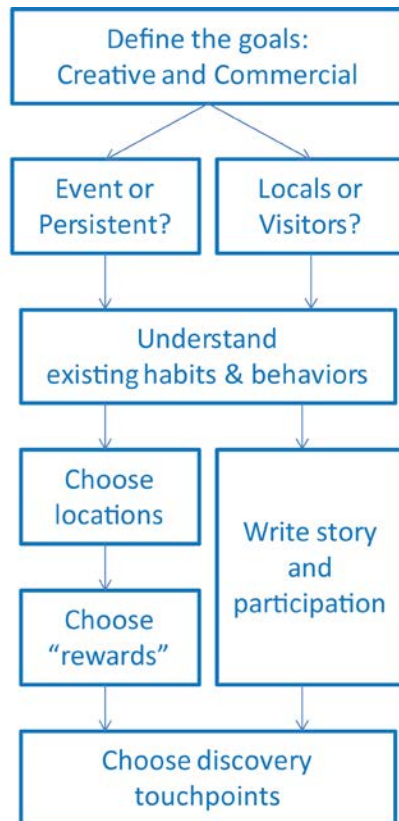 Define the goals:
Creative and Commercial
Event or
Persistent?
Locals or
Visitors?
Understand
existing habits & behaviors
Choose
locations
Write story
and
participation
Choose
“rewards”
Choose discovery
touchpoints